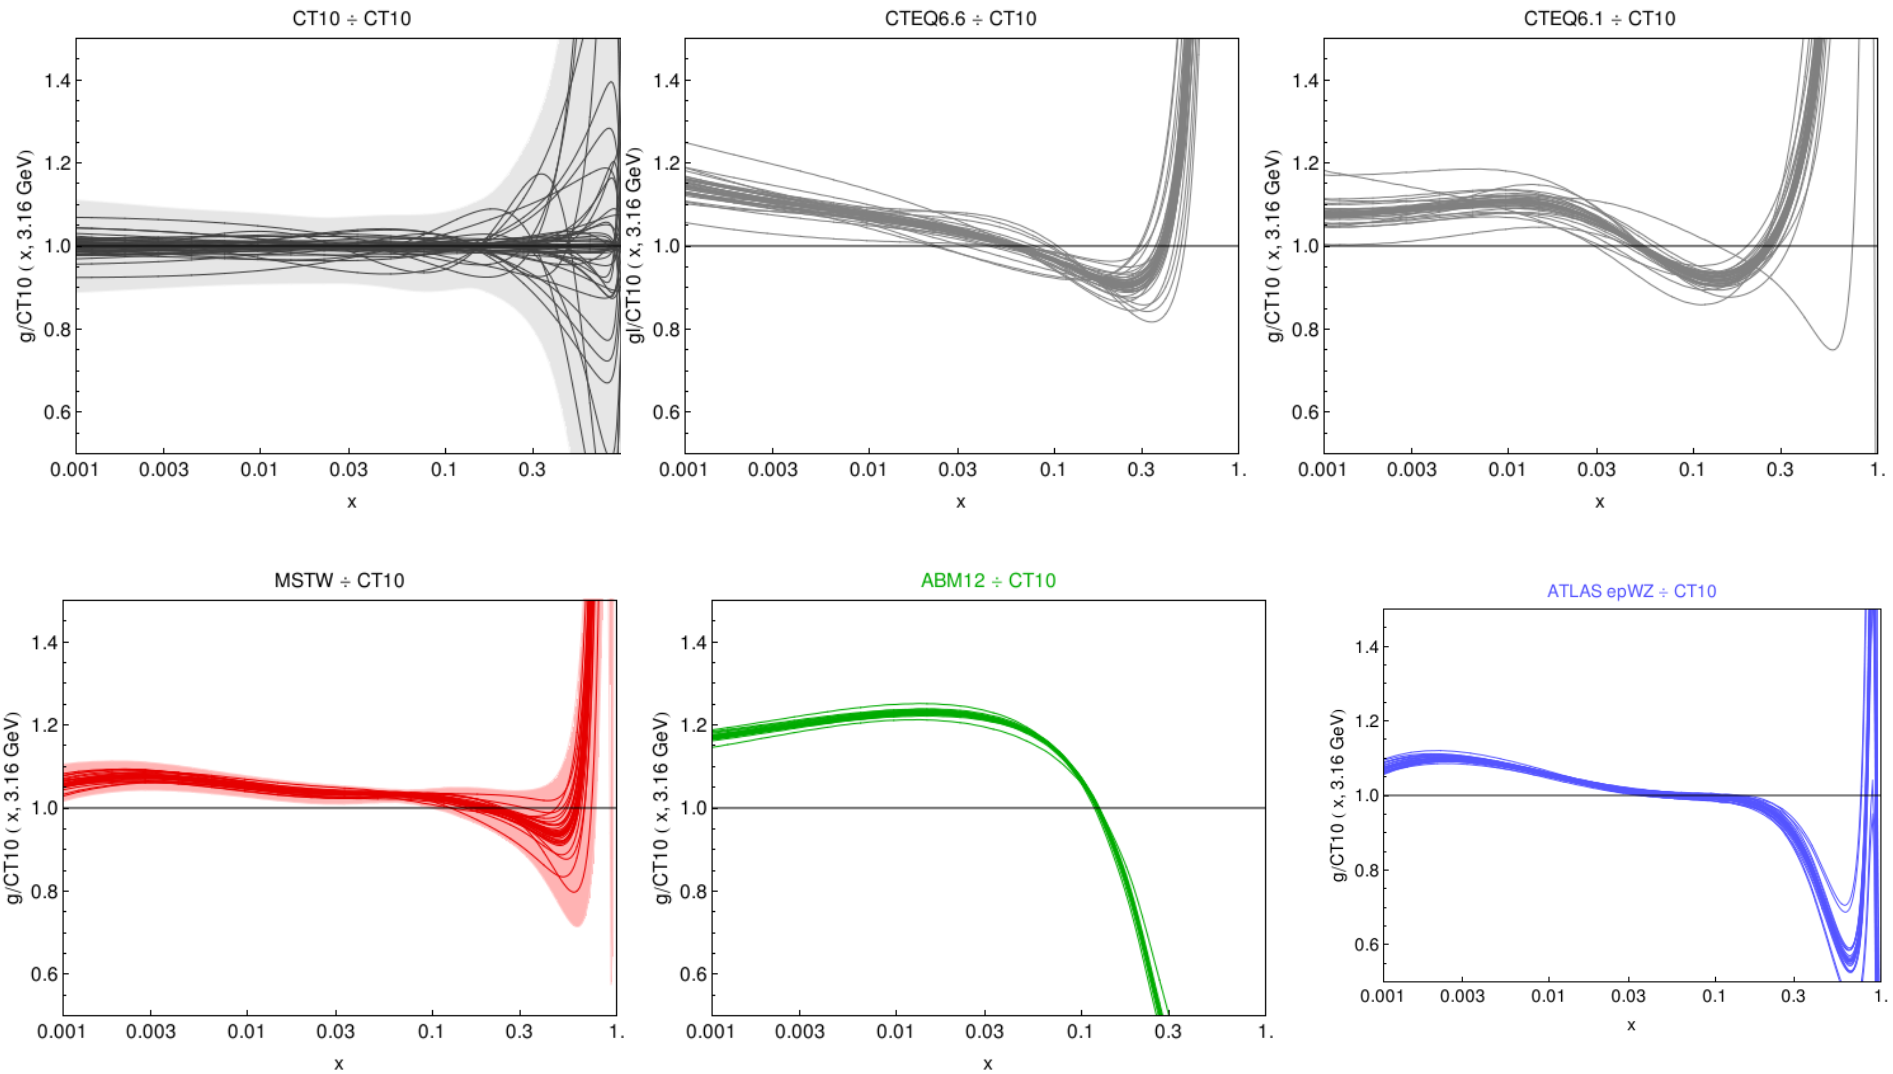 CT10 ÷ CT10
g/CT10 ( x, 3.16 GeV)
1.4
1.2
1.0
0.8
0.6
0.001 0.003 0.01 0.03 0.1 0.3
x
CTEQ6.6 ÷ CT10
gl/CT10 ( x, 3.16 GeV)
1.4
1.2
1.0
0.8
0.6
0.001 0.003 0.01 0.03 0.1 0.3 1.
x
CTEQ6.1 ÷ CT10
g/CT10 ( x, 3.16 GeV)
1.4
1.2
1.0
0.8
0.6
0.001 0.003 0.01 0.03 0.1 0.3 1.
x
MSTW ÷ CT10
g/CT10 ( x, 3.16 GeV)
1.4
1.2
1.0
0.8
0.6
0.001 0.003 0.01 0.03 0.1 0.3 1.
x
ABM12 ÷ CT10
g/CT10 ( x, 3.16 GeV)
1.4
1.2
1.0
0.8
0.6
0.001 0.003 0.01 0.03 0.1 0.3 1.
x
ATLAS epWZ ÷ CT10
g/CT10 ( x, 3.16 GeV)
1.4
1.2
1.0
0.8
0.6
0.001 0.003 0.01 0.03 0.1 0.3 1.
x